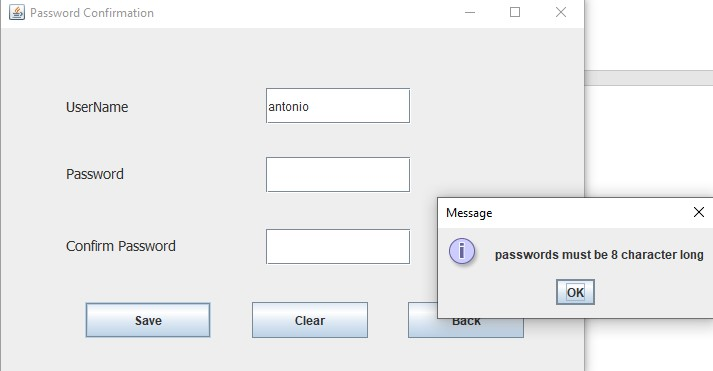 Password Confirmation
UserName
antonio
Password
Confirm Password
Save
Clear
Back
Message
passwords must be 8 character long
OK